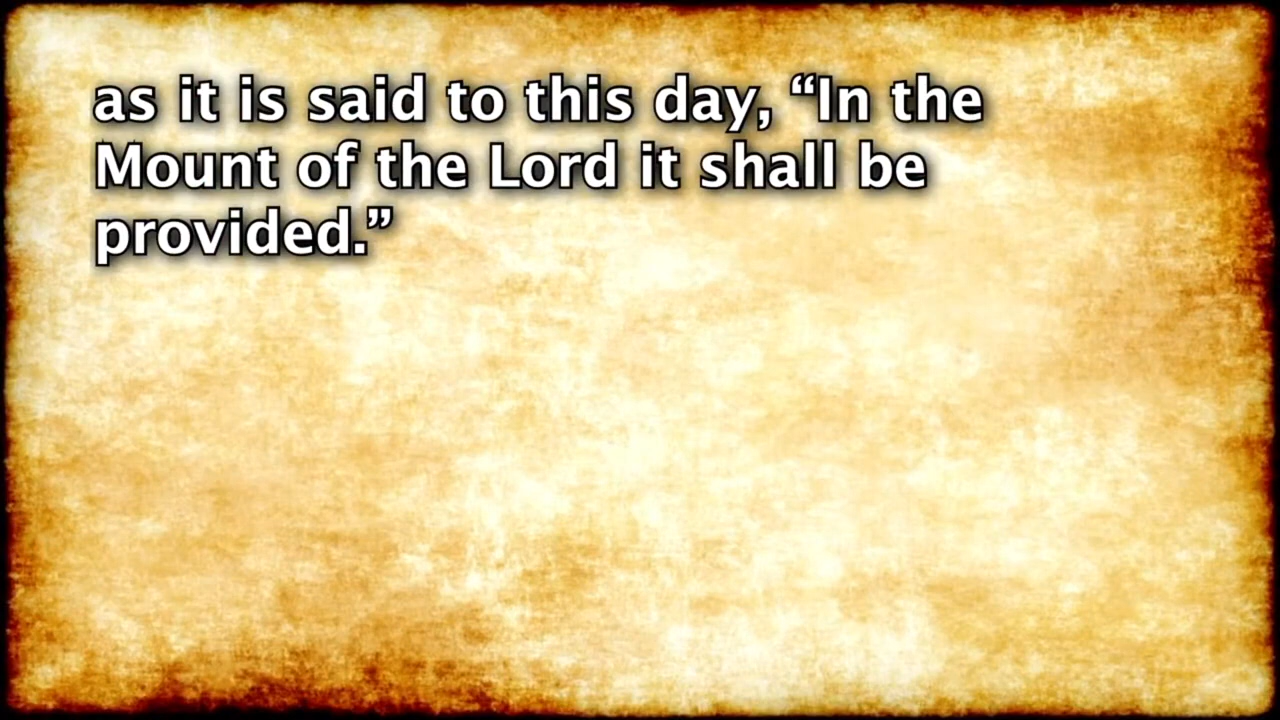 as it is said to this day, “In the
Mount of the Lord it shall be
provided.”